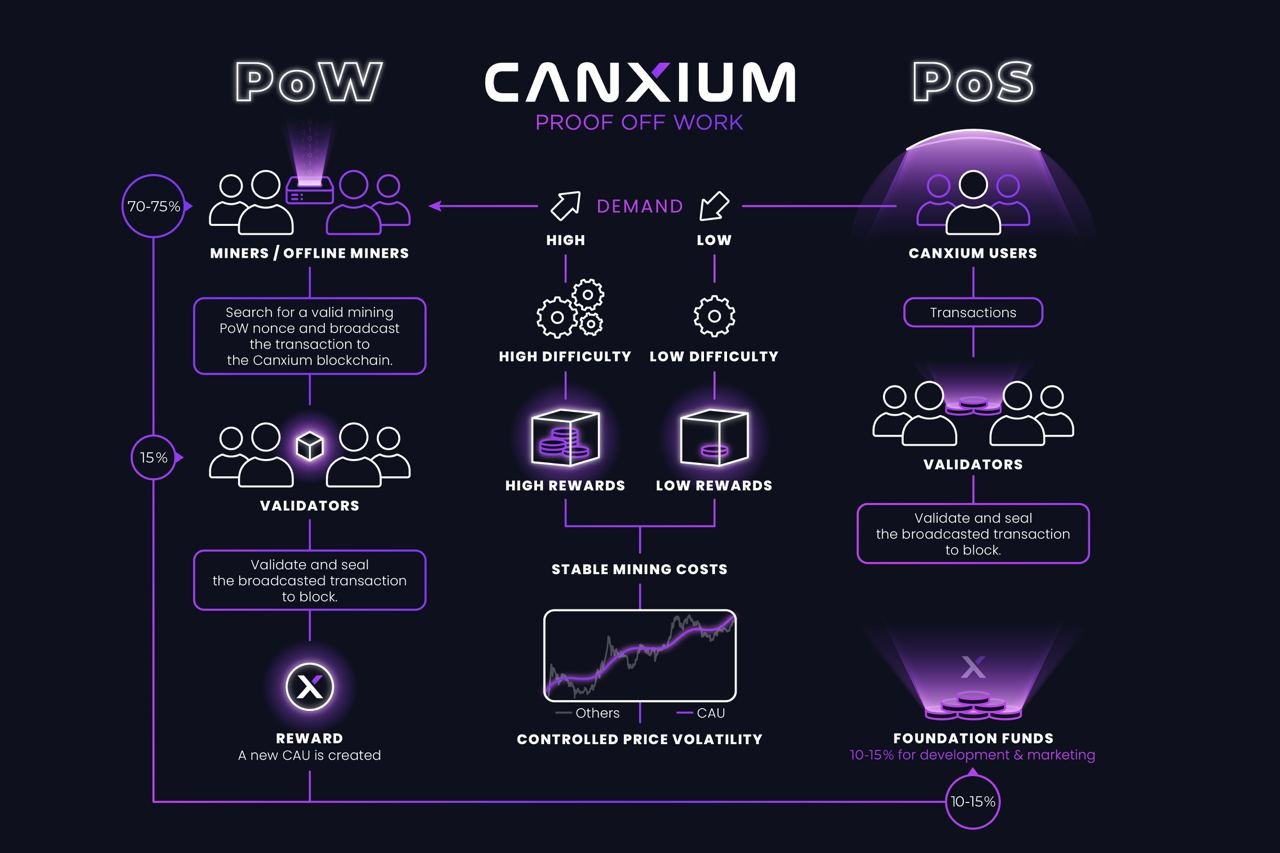 PoW
CANXIUM
PROOF OFF WORK
PoS
70-75%
MINERS / OFFLINE MINERS
Search for a valid mining
PoW nonce and broadcast
the transaction to
the Canxium blockchain.
15%
VALIDATORS
Validate and seal
the broadcasted transaction
to block.
REWARD
A new CAU is created
DEMAND
HIGH
LOW
HIGH DIFFICULTY
LOW DIFFICULTY
HIGH REWARDS
LOW REWARDS
STABLE MINING COSTS
Others
CAU
CONTROLLED PRICE VOLATILITY
CANXIUM USERS
Transactions
VALIDATORS
Validate and seal
the broadcasted transaction
to block.
FOUNDATION FUNDS
10-15% for development & marketing
10-15%